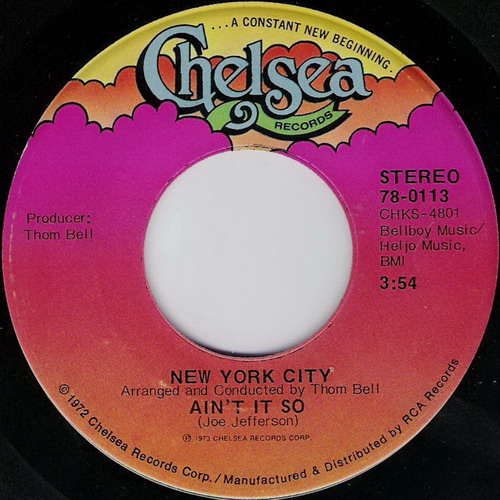 ...A CONSTANT NEW BEGINNING.
Chelsea
RECORDS
STEREO
78-0113
CHKS-4801
Bellboy Music/
Heljo Music,
BMI
3:54
Producer:
Thom Bell
NEW YORK CITY
Arranged and Conducted by Thom Bell
AIN'T IT SO
(Joe Jefferson)
℗ 1973 CHELSEA RECORDS CORP.
© 1972 Chelsea Records Corp./Manufactured & Distributed by RCA Records